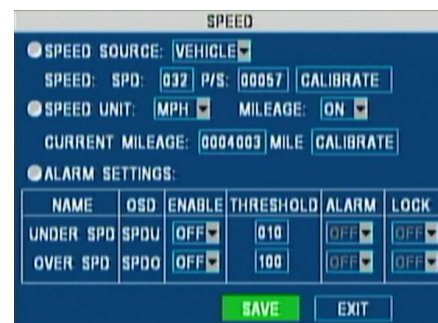 SPEED
SPEED SOURCE: VEHICLE
SPEED: SPD: 032 P/S: 00057 CALIBRATE
SPEED UNIT: MPH MILEAGE: ON
CURRENT MILEAGE: 0004003 MILE CALIBRATE
ALARM SETTINGS:
NAME OSD ENABLE THRESHOLD ALARM LOCK
UNDER SPD SPDU OFF 010 OFF OFF
OVER SPD SPDO OFF 100 OFF OFF
SAVE EXIT